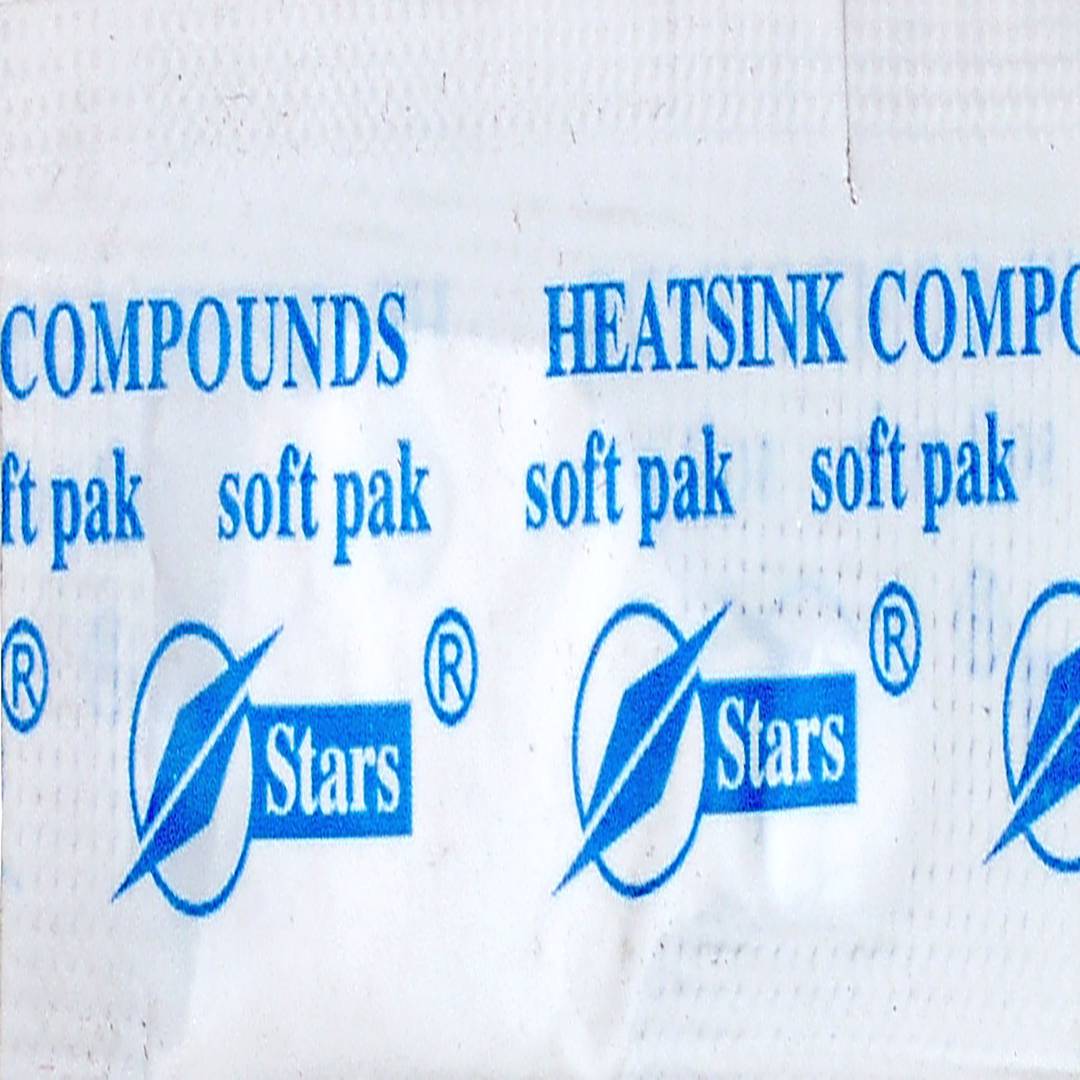 COMPOUNDS HEATSINK COMPO
ft pak soft pak soft pak soft pak
® Stars ® Stars ®